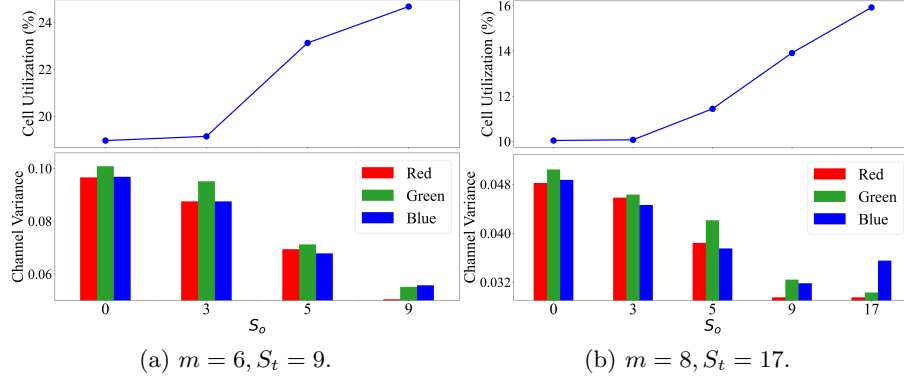 Cell Utilization (%)
24
22
20
Channel Variance
0.10
0.08
0.06
Red
Green
Blue
0 3 5 9
S_o
(a) m = 6, S_t = 9.
Cell Utilization (%)
16
14
12
10
Channel Variance
0.048
0.040
0.032
Red
Green
Blue
0 3 5 9 17
S_o
(b) m = 8, S_t = 17.